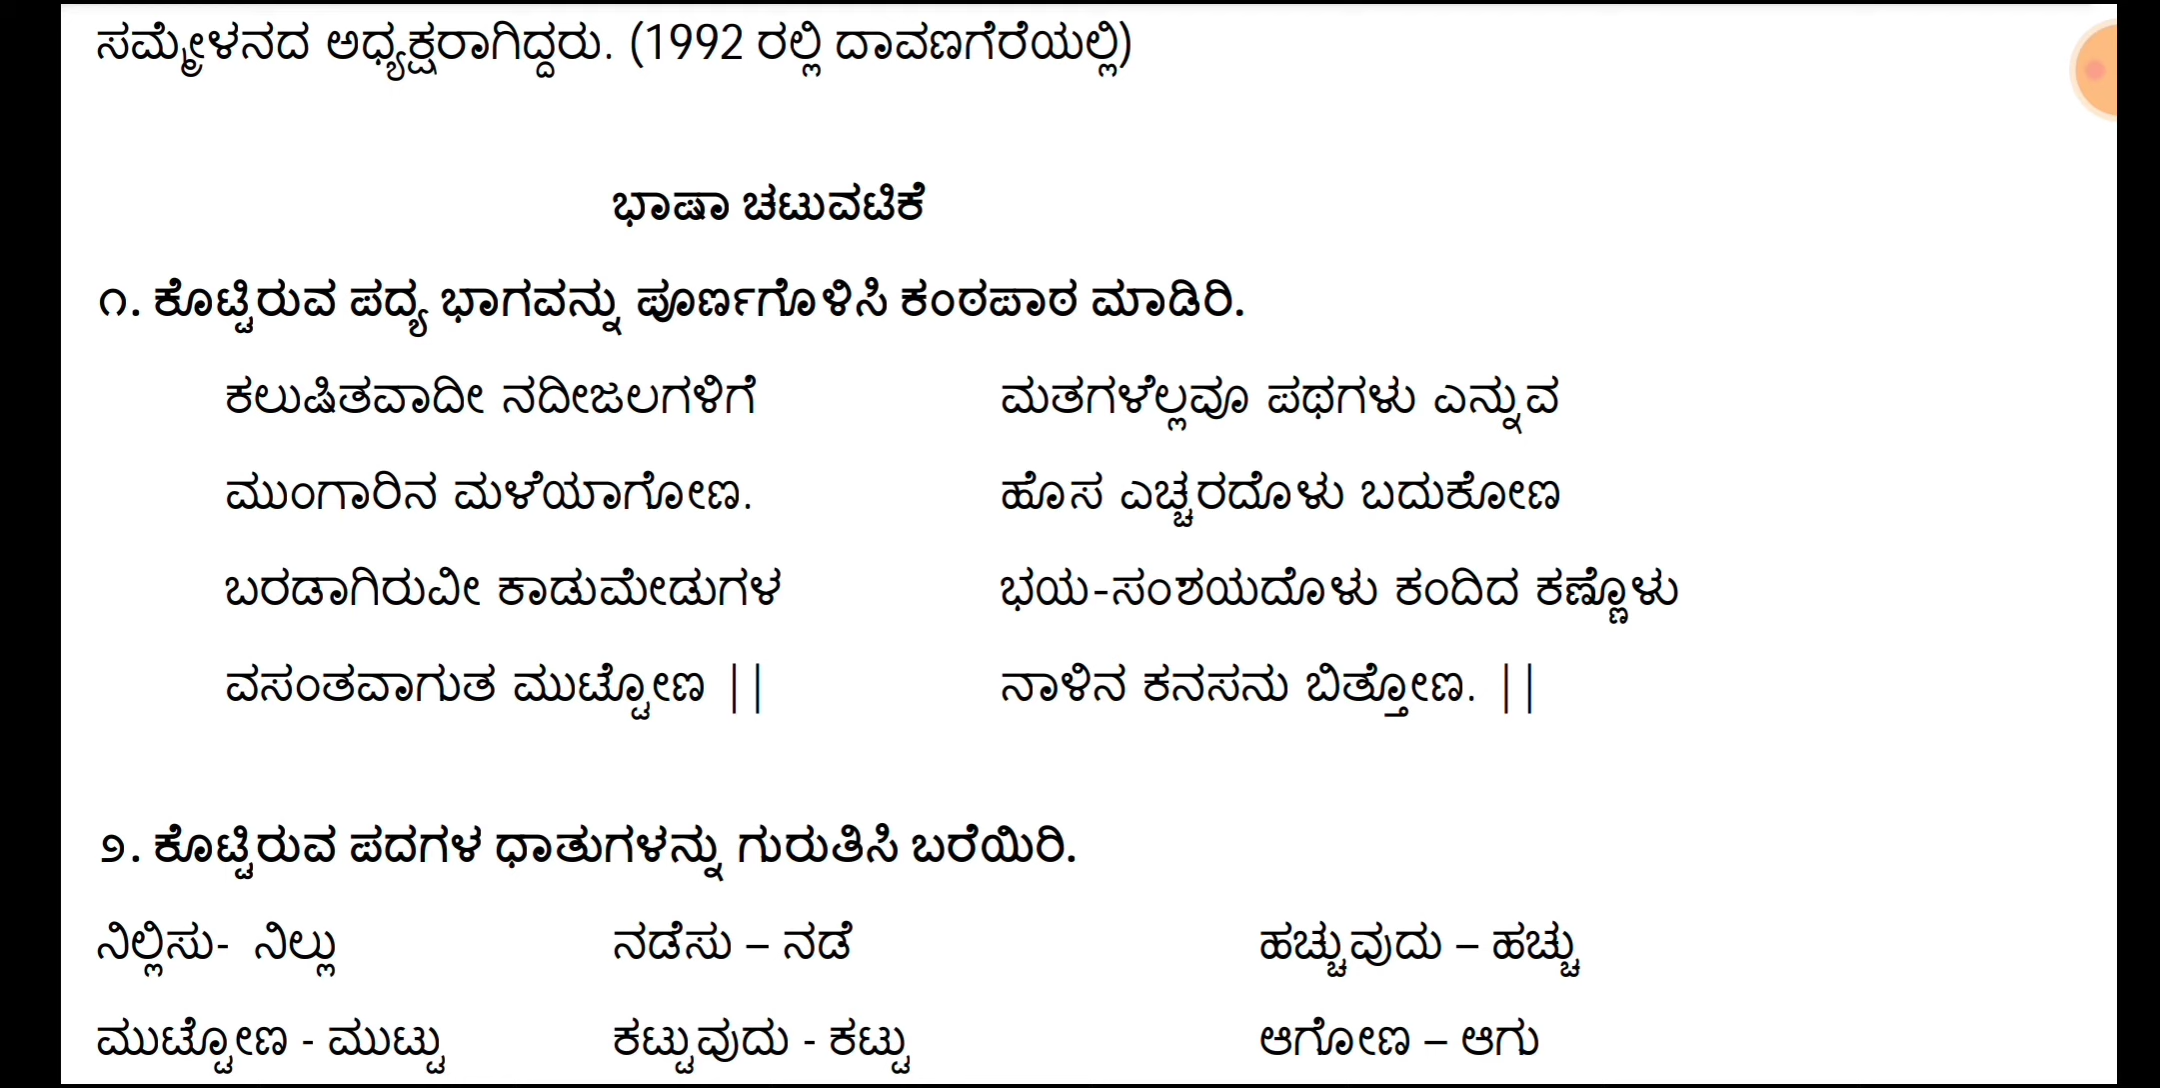 ಸಮ್ಮೇಳನದ ಅಧ್ಯಕ್ಷರಾಗಿದ್ದರು. (1992 ರಲ್ಲಿ ದಾವಣಗೆರೆಯಲ್ಲಿ)
ಭಾಷಾ ಚಟುವಟಿಕೆ
೧. ಕೊಟ್ಟಿರುವ ಪದ್ಯ ಭಾಗವನ್ನು ಪೂರ್ಣಗೊಳಿಸಿ ಕಂಠಪಾಠ ಮಾಡಿರಿ.
ಕಲುಷಿತವಾದೀ ನದೀಜಲಗಳಿಗೆ ಮತಗಳೆಲ್ಲವೂ ಪಥಗಳು ಎನ್ನುವ
ಮುಂಗಾರಿನ ಮಳೆಯಾಗೋಣ. ಹೊಸ ಎಚ್ಚರದೊಳು ಬದುಕೋಣ
ಬರಡಾಗಿರುವೀ ಕಾಡುಮೇಡುಗಳ ಭಯ-ಸಂಶಯದೊಳು ಕಂದಿದ ಕಣ್ಣೊಳು
ವಸಂತವಾಗುತ ಮುಟ್ಟೋಣ || ನಾಳಿನ ಕನಸನು ಬಿತ್ತೋಣ. ||
೨. ಕೊಟ್ಟಿರುವ ಪದಗಳ ಧಾತುಗಳನ್ನು ಗುರುತಿಸಿ ಬರೆಯಿರಿ.
ನಿಲ್ಲಿಸು- ನಿಲ್ಲು ನಡೆಸು – ನಡೆ ಹಚ್ಚುವುದು – ಹಚ್ಚು
ಮುಟ್ಟೋಣ - ಮುಟ್ಟು ಕಟ್ಟುವುದು - ಕಟ್ಟು ಆಗೋಣ – ಆಗು